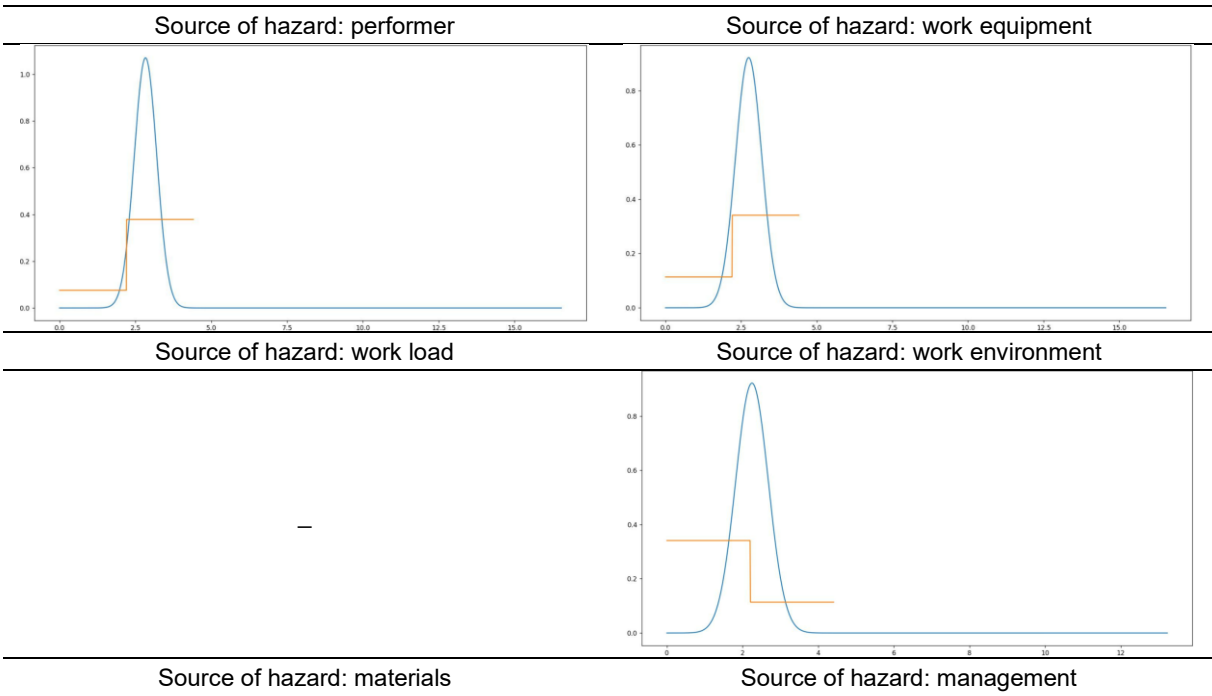 Source of hazard: performer
Source of hazard: work equipment
1.0
0.8
0.6
0.4
0.2
0.0
0.0 2.5 5.0 7.5 10.0 12.5 15.0
0.8
0.6
0.4
0.2
0.0
0.0 2.5 5.0 7.5 10.0 12.5 15.0
Source of hazard: work load
Source of hazard: work environment
–
0.8
0.6
0.4
0.2
0.0
0 2 4 6 8 10 12
Source of hazard: materials
Source of hazard: management